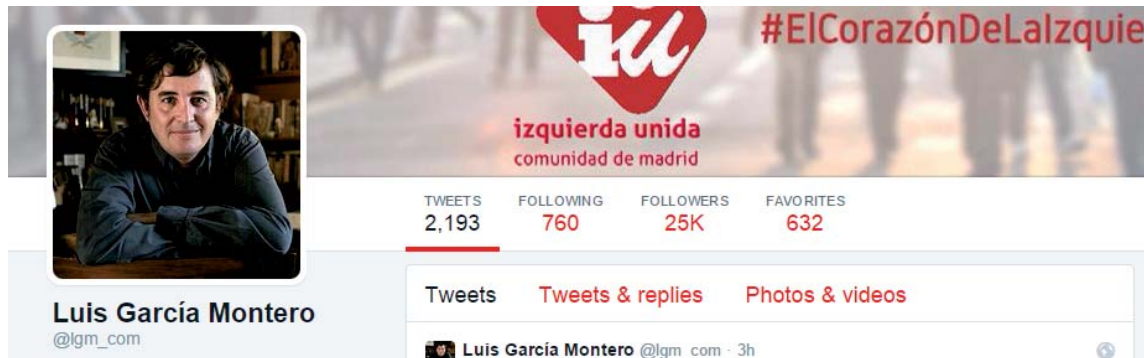 iu
#ElCorazónDeLaIzquie
izquierda unida
comunidad de madrid
TWEETS FOLLOWING FOLLOWERS FAVORITES
2,193 760 25K 632
Tweets Tweets & replies Photos & videos
Luis García Montero
@lgm_com
Luis García Montero @lgm_com · 3h